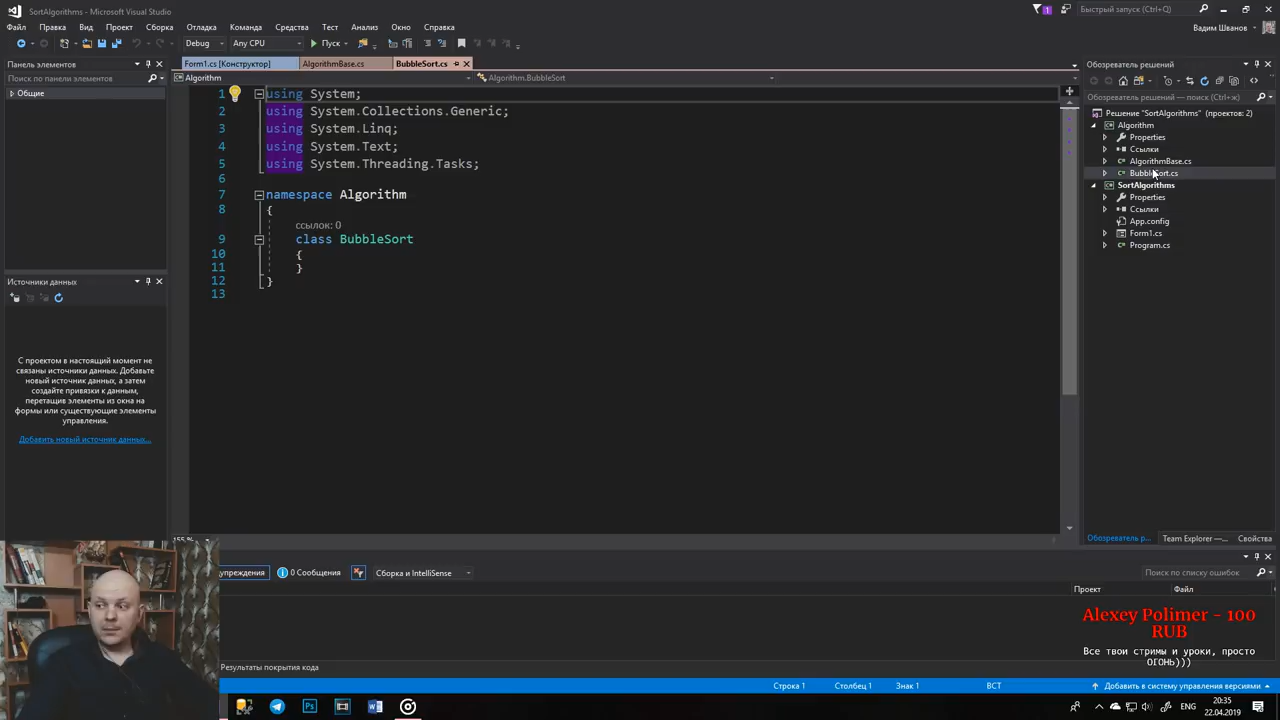 SortAlgorithms - Microsoft Visual Studio
1
Быстрый запуск (Ctrl+Q)
Файл Правка Вид Проект Сборка Отладка Команда Средства Тест Анализ Окно Справка
Вадим Шванов
Debug Any CPU Пуск
Панель элементов
Form1.cs [Конструктор] AlgorithmBase.cs BubbleSort.cs
Обозреватель решений
Поиск по панели элементов
Algorithm
Algorithm.BubbleSort
Общие
Обозреватель решений — поиск (Ctrl+ж)
Решение "SortAlgorithms" (проектов: 2)
Algorithm
Properties
Ссылки
AlgorithmBase.cs
BubbleSort.cs
SortAlgorithms
Properties
Ссылки
App.config
Form1.cs
Program.cs
1 using System;
2 using System.Collections.Generic;
3 using System.Linq;
4 using System.Text;
5 using System.Threading.Tasks;
6
7 namespace Algorithm
8 {
ссылок: 0
9 class BubbleSort
10 {
11 }
12 }
13
Источники данных
С проектом в настоящий момент не
связаны источники данных. Добавьте
новый источник данных, а затем
создайте привязки к данным,
перетащив элементы из окна на
формы или существующие элементы
управления.
Добавить новый источник данных...
155 %
Обозреватель р... Team Explorer —... Свойства
упреждения 0 Сообщения Сборка и IntelliSense
Поиск по списку ошибок
Проект Файл
Alexey Polimer - 100
RUB
Все твои стримы и уроки, просто
ОГОНЬ)))
Результаты покрытия кода
Строка 1 Столбец 1 Знак 1 ВСТ Добавить в систему управления версиями
ENG
20:35
22.04.2019